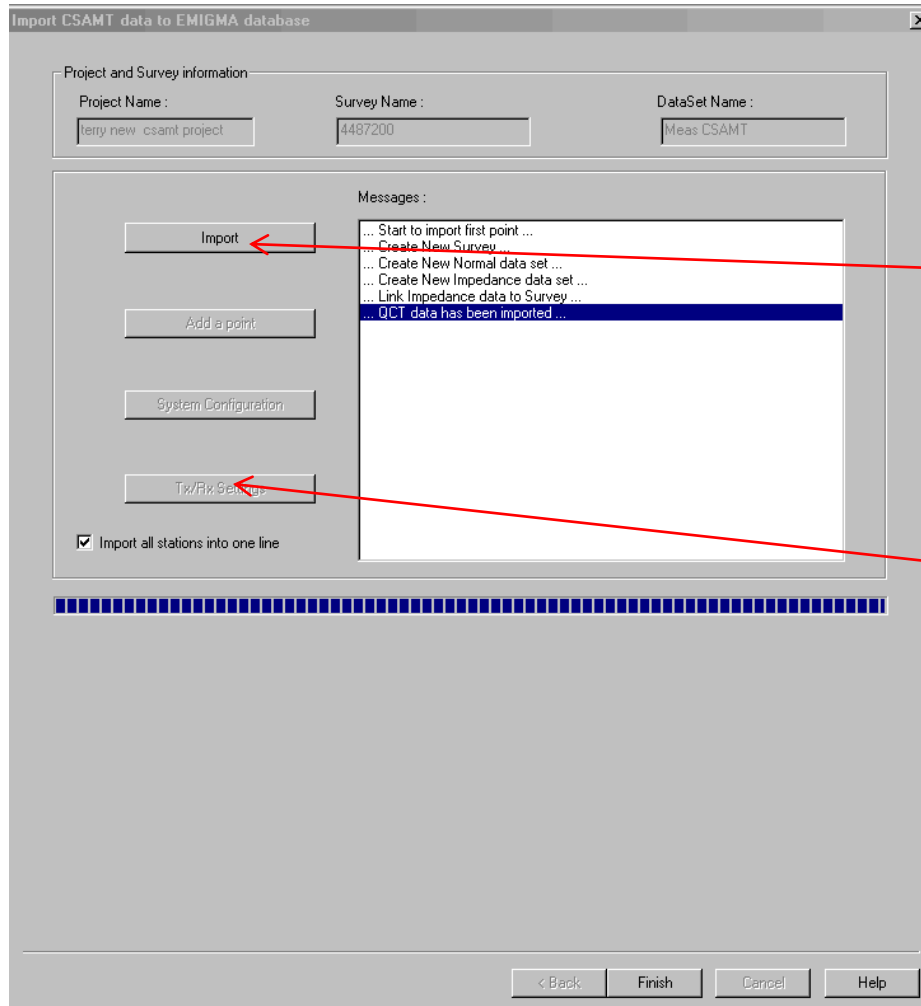 Import CSAMT data to EMIGMA database
Project and Survey information
Project Name :
Survey Name :
DataSet Name :
terry new csamt project
4487200
Meas CSAMT
Messages :
Import
Add a point
System Configuration
Tx/Rx Settings
Import all stations into one line
... Start to import first point ...
... Create New Survey ...
... Create New Normal data set ...
... Create New Impedance data set ...
... Link Impedance data to Survey ...
... QCT data has been imported ...
< Back
Finish
Cancel
Help